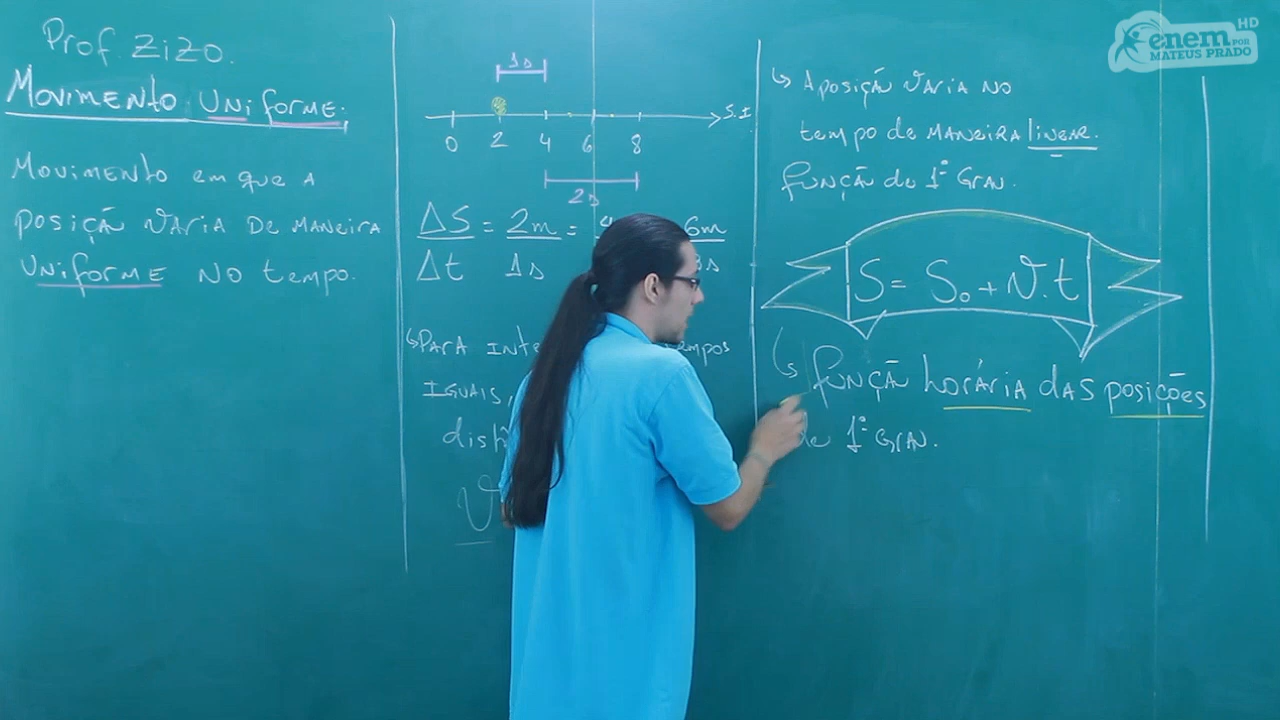 Prof. Zizo.
Movimento Uniforme.
Movimento em que a
posição varia de maneira
Uniforme no tempo.
1s
S.I
0 2 4 6 8
2s
ΔS = 2m = 6m
Δt 1s
↳ Para
Iguais,
↳ A posição varia no
tempo de maneira linear.
função do 1º Grau.
S = S₀ + v.t
↳ função horária das posições
de 1º Grau.
enem HD
POR
MATEUS PRADO